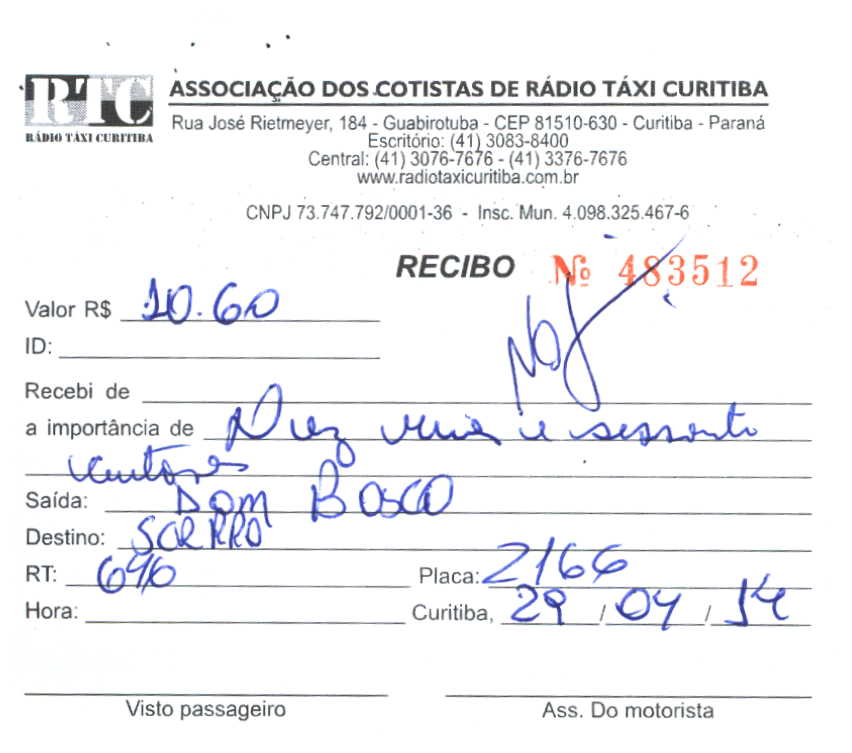 RTC
RÁDIO TÁXI CURITIBA
ASSOCIAÇÃO DOS COTISTAS DE RÁDIO TÁXI CURITIBA
Rua José Rietmeyer, 184 - Guabirotuba - CEP 81510-630 - Curitiba - Paraná
Escritório: (41) 3083-8400
Central: (41) 3076-7676 - (41) 3376-7676
www.radiotaxicuritiba.com.br
CNPJ 73.747.792/0001-36 - Insc. Mun. 4.098.325.467-6
RECIBO Nº 483512
Valor R$ 10.60
ID:
Recebi de
a importância de Diez reais e sessenta
centavos
Saída: DOM BOSCO
Destino:
RT: 696
Placa: 2166
Hora:
Curitiba, 29 / 04 / 14
Visto passageiro
Ass. Do motorista